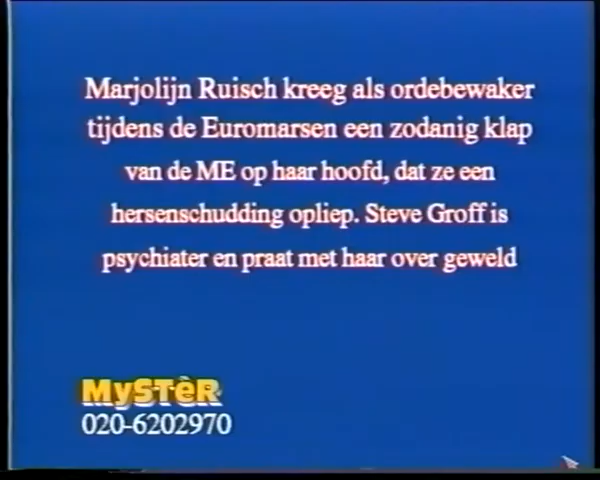 Marjolijn Ruisch kreeg als ordebewaker
tijdens de Euromarsen een zodanig klap
van de ME op haar hoofd, dat ze een
hersenschudding opliep. Steve Groff is
psychiater en praat met haar over geweld
MySTèR
020-6202970